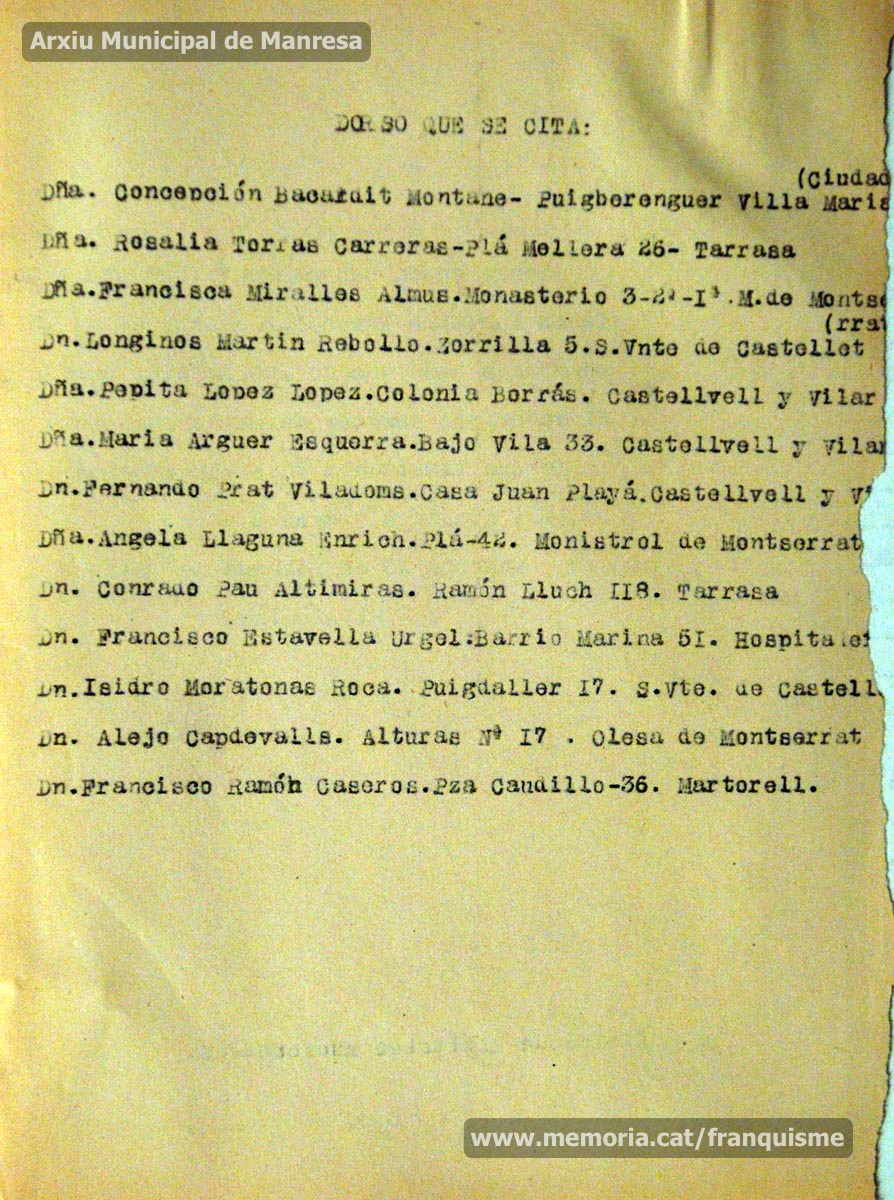 Arxiu Municipal de Manresa
DORSO QUE SE CITA:
(Ciudad
Dña. Concepción Bacardit Montane- Puigberenguer Villa Maria
Dña. Rosalia Torras Carreras-Plá Mellera 26- Tarrasa
Dña.Francisca Miralles Almus.Monasterio 3-2ª-Iª.M.de Montse
(rrat
Dn.Longinos Martin Rebollo.Zorrilla 5.S.Vnte de Castellet
Dña.Pepita Lopez Lopez.Colonia Borrás. Castellvell y Vilar
Dña.Maria Arguer Esquerra.Bajo Vila 33. Castellvell y Vilar
Dn.Fernando Prat Viladoms.Casa Juan Playá.Castellvell y Vi
Dña.Angela Llaguna Enrich.Plá-42. Monistrol de Montserrat
Dn. Conrado Pau Altimiras. Ramón Lluch II8. Tarrasa
Dn. Francisco Estavella Urgel.Barrio Marina 5I. Hospitalet
Dn.Isidro Moratonas Roca. Puigdaller I7. S.Vte. de Castell
Dn. Alejo Capdevalls. Alturas Nª I7 . Olesa de Montserrat
Dn.Francisco Ramón Caseros.Pza Caudillo-36. Martorell.
www.memoria.cat/franquisme